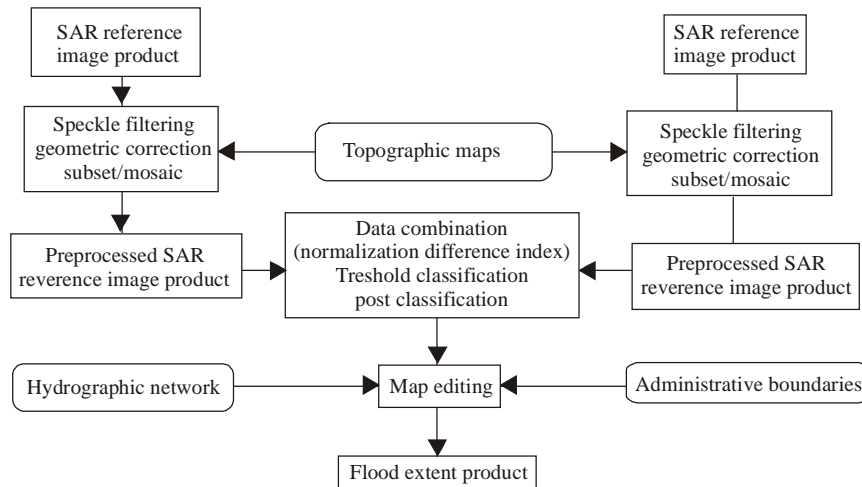 SAR reference
image product
SAR reference
image product
Speckle filtering
geometric correction
subset/mosaic
Topographic maps
Speckle filtering
geometric correction
subset/mosaic
Preprocessed SAR
reverence image product
Data combination
(normalization difference index)
Treshold classification
post classification
Preprocessed SAR
reverence image product
Hydrographic network
Map editing
Administrative boundaries
Flood extent product